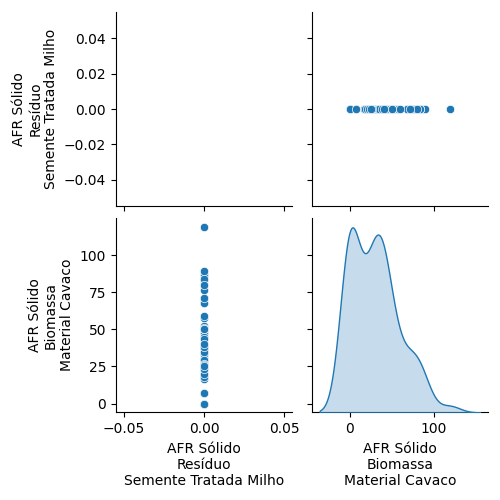 AFR Sólido
Resíduo
Semente Tratada Milho
0.04
0.02
0.00
−0.02
−0.04
AFR Sólido
Biomassa
Material Cavaco
100
75
50
25
0
−0.05
0.00
0.05
AFR Sólido
Resíduo
Semente Tratada Milho
0
100
AFR Sólido
Biomassa
Material Cavaco